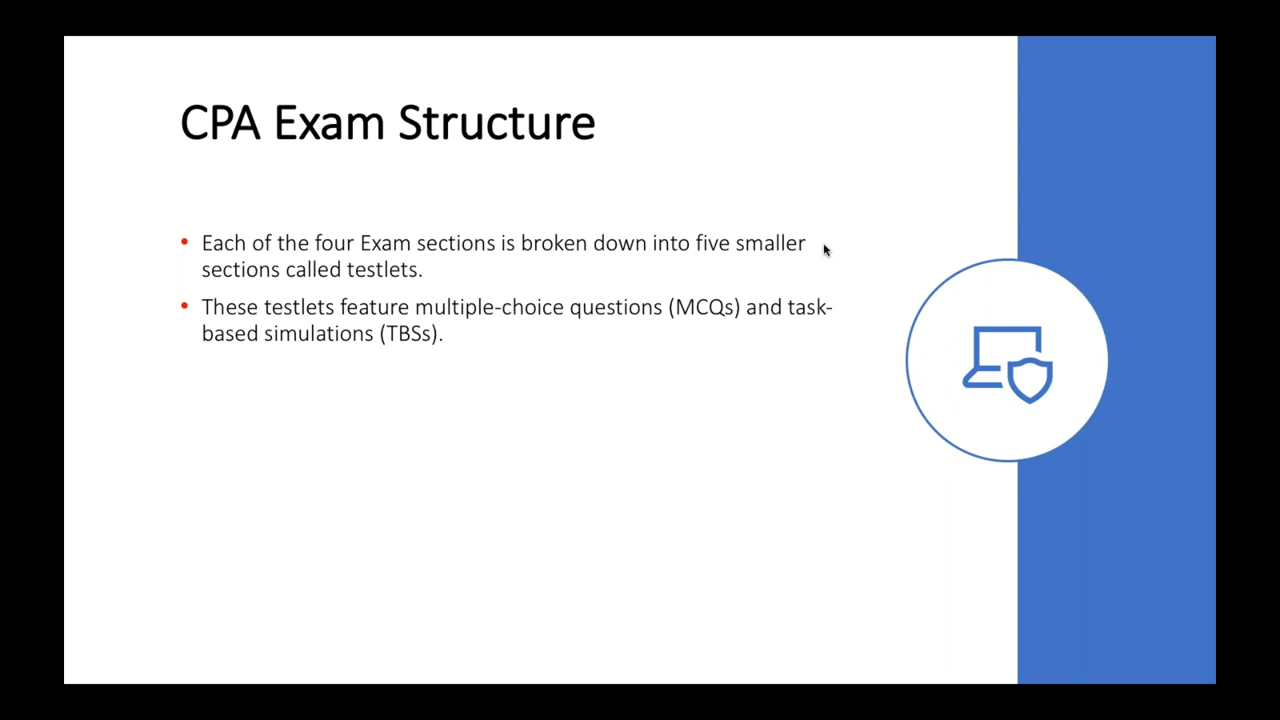 CPA Exam Structure
• Each of the four Exam sections is broken down into five smaller
sections called testlets.
• These testlets feature multiple-choice questions (MCQs) and task-
based simulations (TBSs).